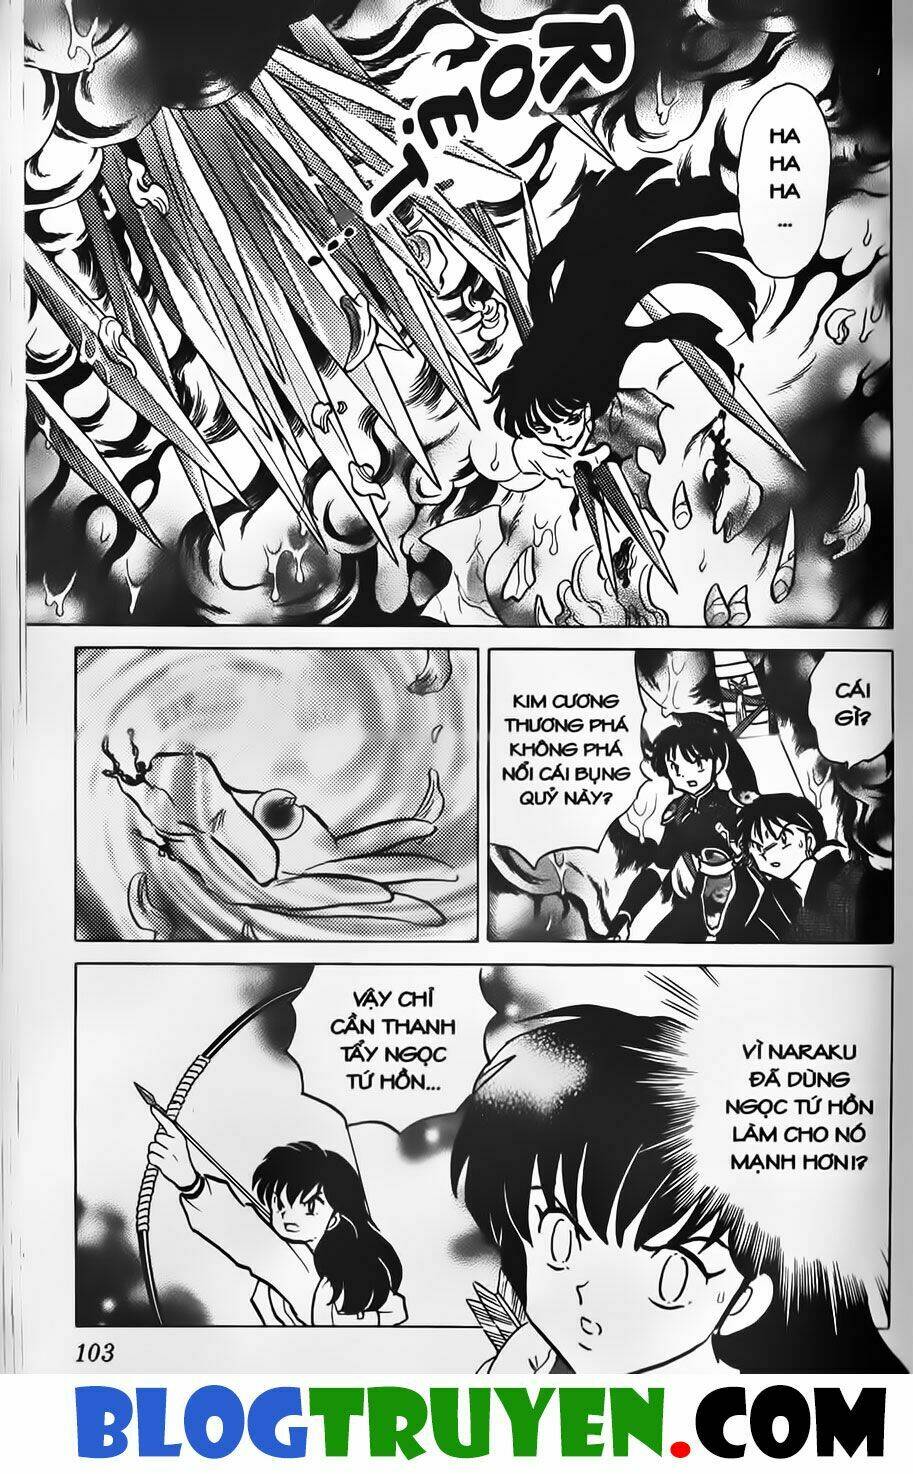 ROẸT...
HA
HA
HA
...
CÁI
GÌ?
KIM CƯƠNG
THƯƠNG PHÁ
KHÔNG PHÁ
NỔI CÁI BỤNG
QUỶ NÀY?
VÌ NARAKU
ĐÃ DÙNG
NGỌC TỨ HỒN
LÀM CHO NÓ
MẠNH HƠN!?
VẬY CHỈ
CẦN THANH
TẨY NGỌC
TỨ HỒN...
103
BLOGTRUYEN.COM